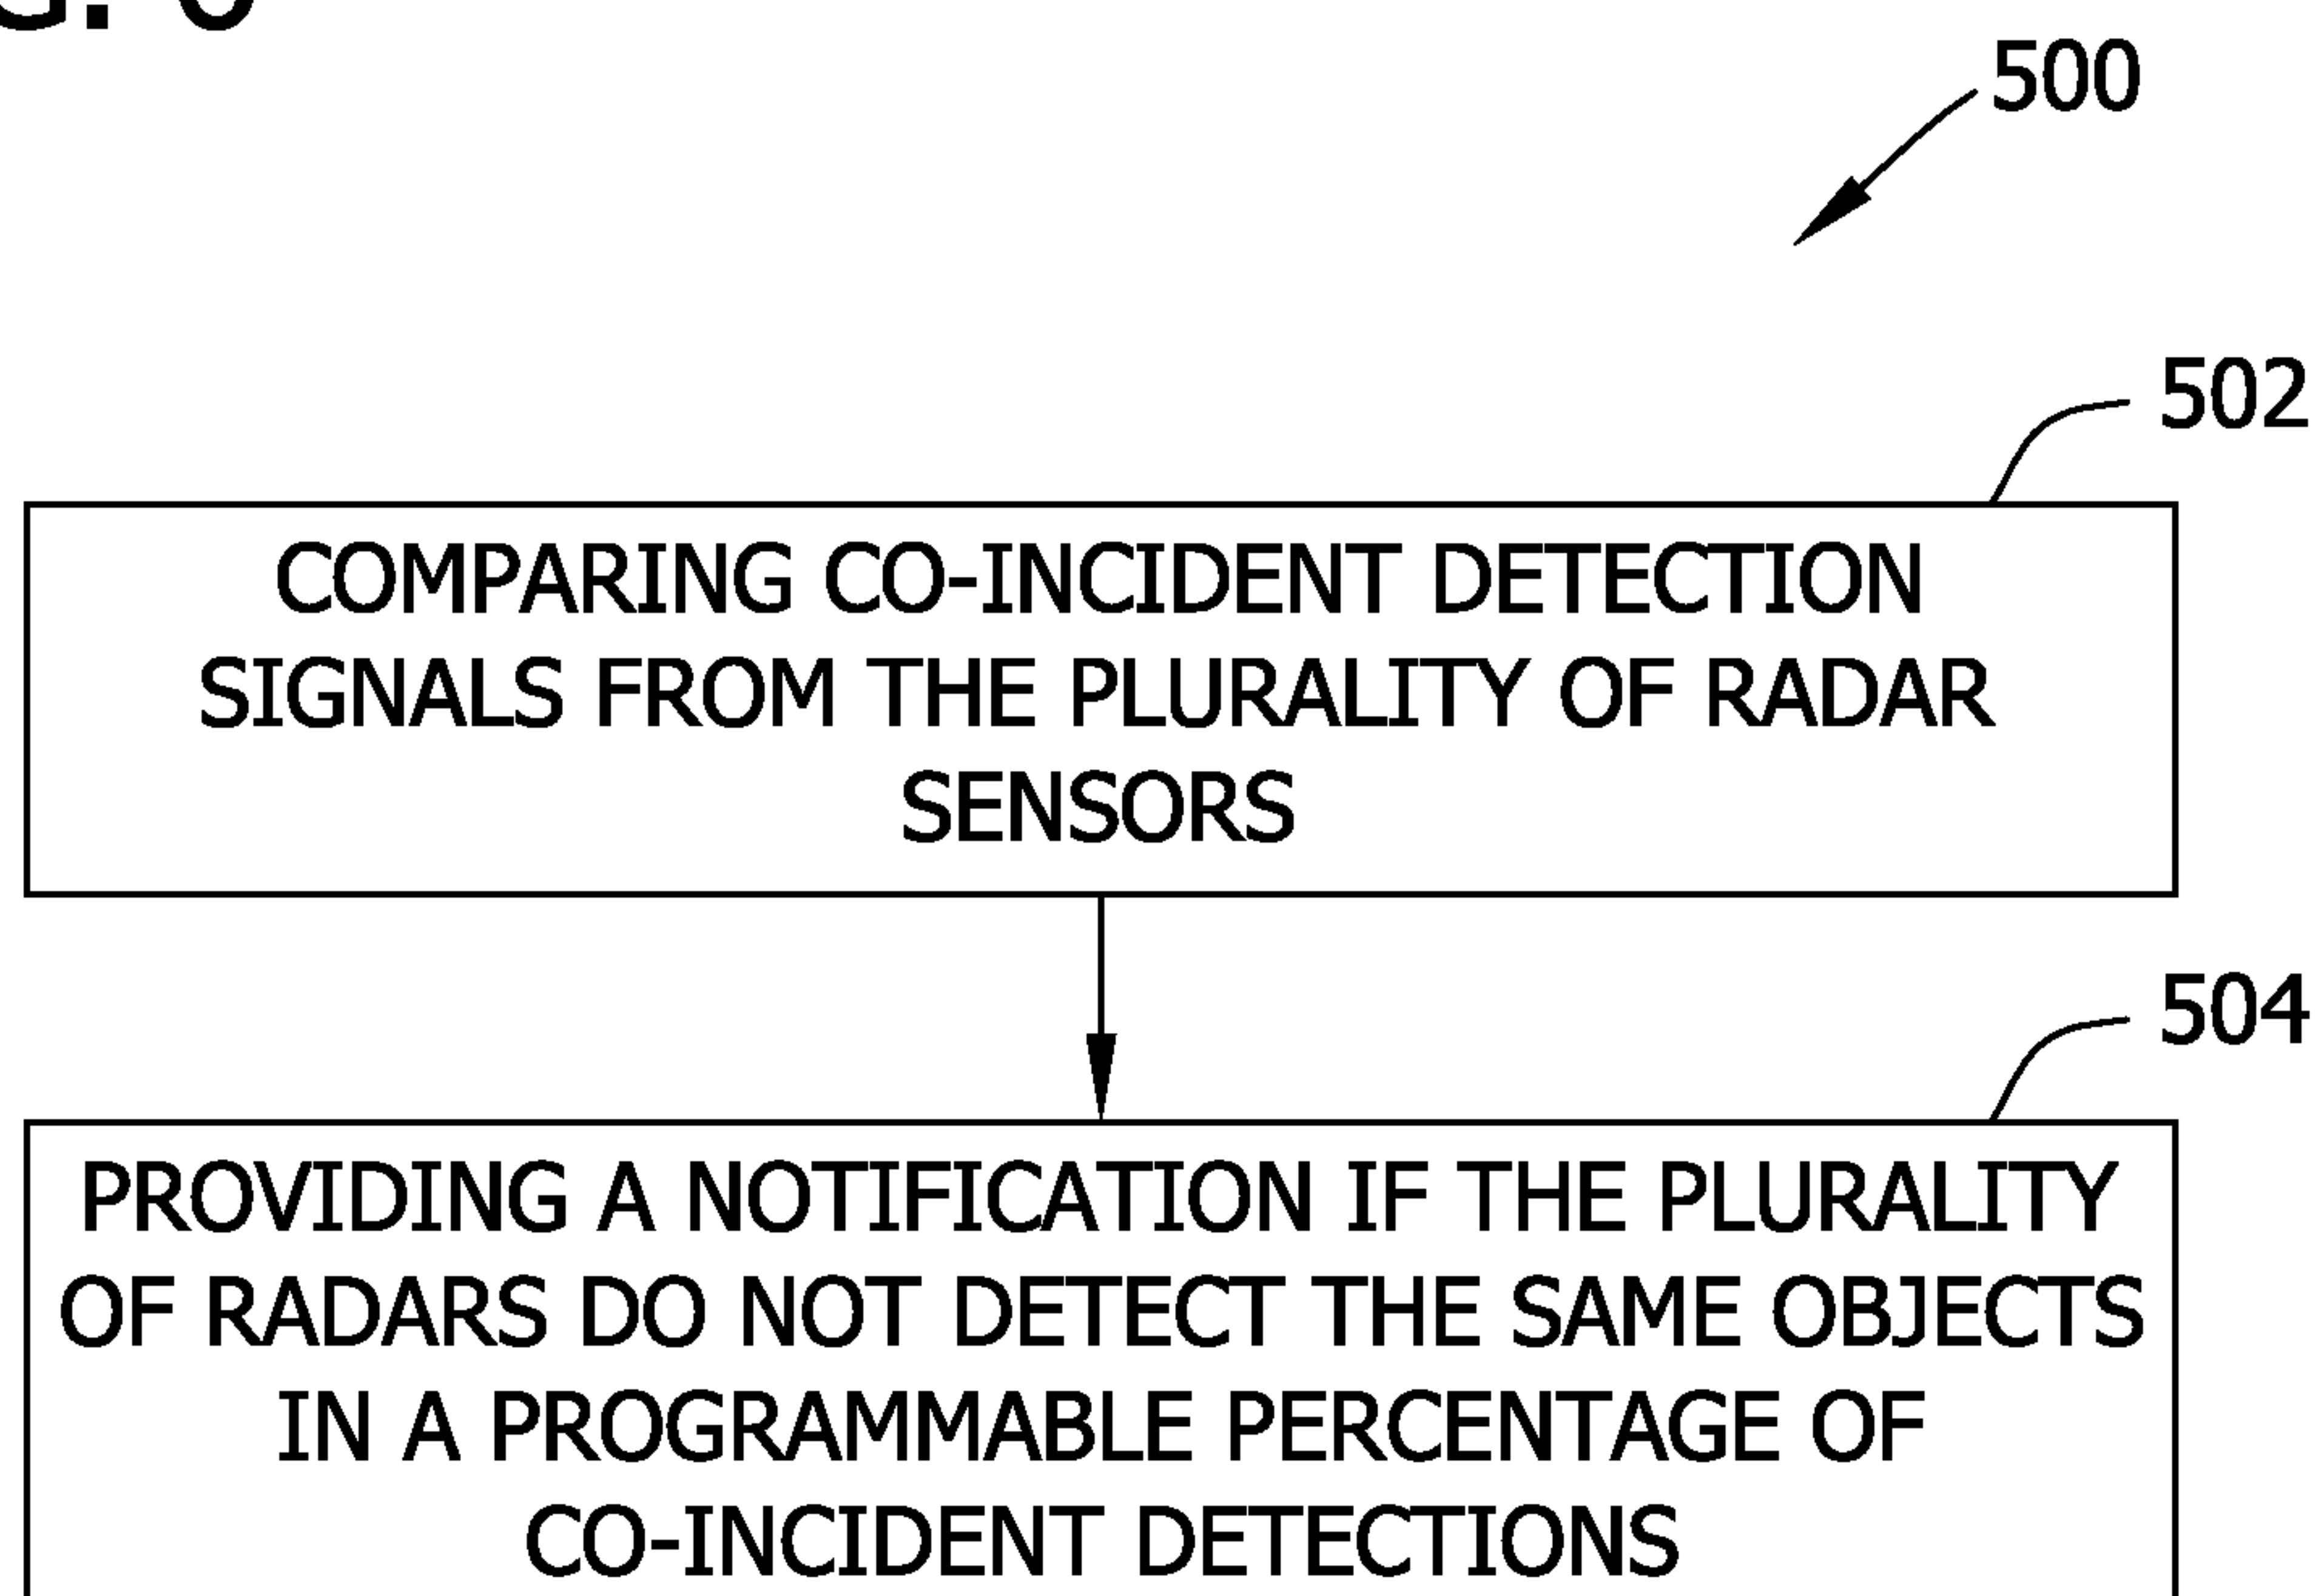 500
502
COMPARING CO-INCIDENT DETECTION
SIGNALS FROM THE PLURALITY OF RADAR
SENSORS
504
PROVIDING A NOTIFICATION IF THE PLURALITY
OF RADARS DO NOT DETECT THE SAME OBJECTS
IN A PROGRAMMABLE PERCENTAGE OF
CO-INCIDENT DETECTIONS